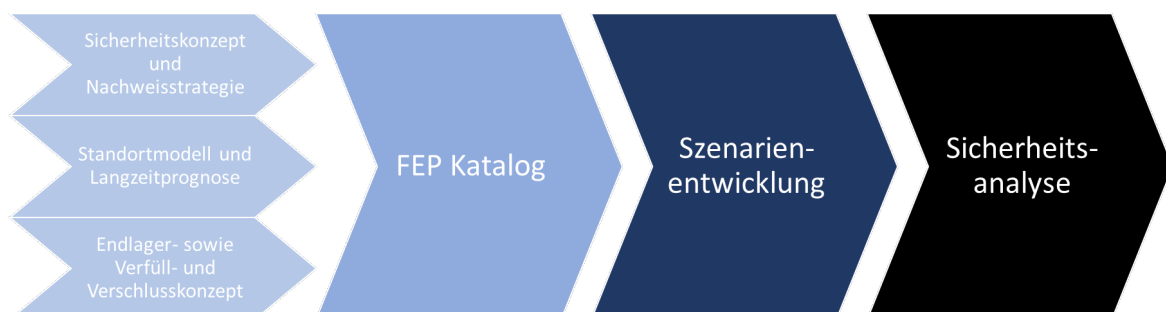 Sicherheitskonzept
und
Nachweisstrategie
Standortmodell und
Langzeitprognose
Endlager- sowie
Verfüll- und
Verschlusskonzept
FEP Katalog
Szenarien-
entwicklung
Sicherheits-
analyse